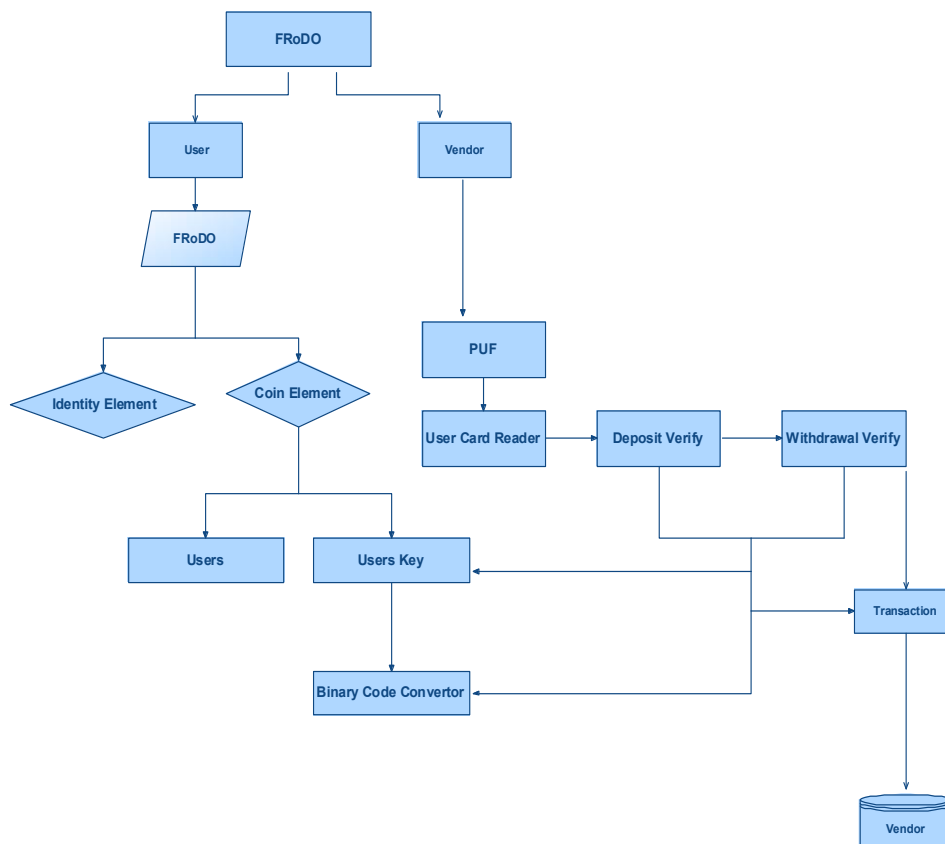 FRoDO
User
Vendor
FRoDO
PUF
Identity Element
Coin Element
User Card Reader
Deposit Verify
Withdrawal Verify
Users
Users Key
Transaction
Binary Code Convertor
Vendor